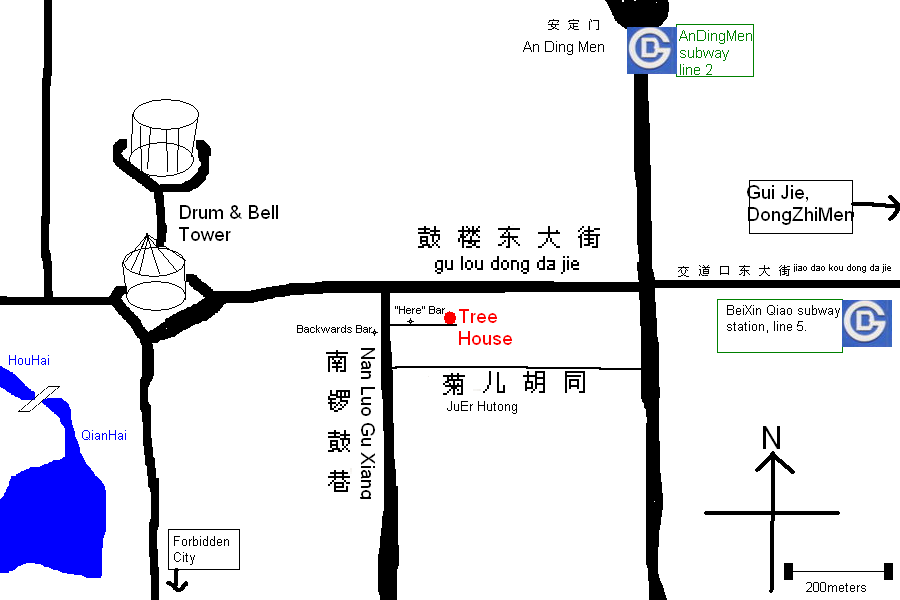 安定门
An Ding Men
AnDingMen
subway
line 2
Gui Jie,
DongZhiMen
Drum & Bell
Tower
鼓楼东大街
gu lou dong da jie
交道口东大街 jiao dao kou dong da jie
"Here" Bar
Tree
House
Backwards Bar
BeiXin Qiao subway
station, line 5.
南锣鼓巷
Nan Luo Gu Xiang
菊儿胡同
JuEr Hutong
HouHai
QianHai
N
Forbidden
City
200meters